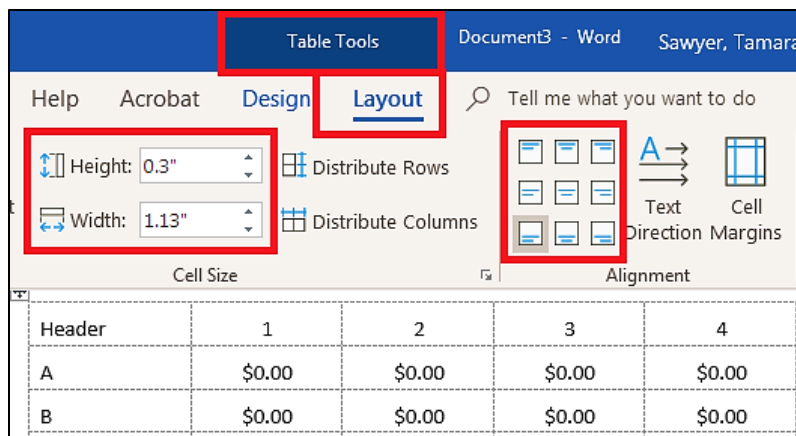 Table Tools Document3 - Word Sawyer, Tamara
Help Acrobat Design Layout Tell me what you want to do
Height: 0.3" Distribute Rows
Width: 1.13" Distribute Columns
Text Direction
Cell Margins
Cell Size Alignment
Header 1 2 3 4
A $0.00 $0.00 $0.00 $0.00
B $0.00 $0.00 $0.00 $0.00